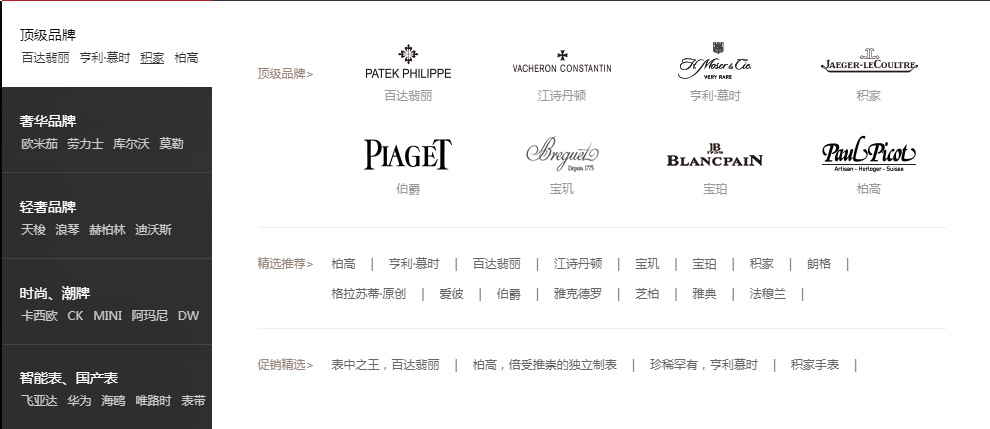 顶级品牌
百达翡丽 亨利·慕时 积家 柏高
奢华品牌
欧米茄 劳力士 库尔沃 莫勒
轻奢品牌
天梭 浪琴 赫柏林 迪沃斯
时尚、潮牌
卡西欧 CK MINI 阿玛尼 DW
智能表、国产表
飞亚达 华为 海鸥 唯路时 表带
顶级品牌>
PATEK PHILIPPE
百达翡丽
VACHERON CONSTANTIN
江诗丹顿
H.Moser & Cie.
VERY RARE
亨利·慕时
JAEGER-LECOULTRE
积家
PIAGET
伯爵
Breguet
Depuis 1775
宝玑
JB
1735
BLANCPAIN
宝珀
Paul Picot
Artisan - Horloger - Suisse
柏高
精选推荐> 柏高 | 亨利·慕时 | 百达翡丽 | 江诗丹顿 | 宝玑 | 宝珀 | 积家 | 朗格 |
格拉苏蒂·原创 | 爱彼 | 伯爵 | 雅克德罗 | 芝柏 | 雅典 | 法穆兰 |
促销精选> 表中之王，百达翡丽 | 柏高，倍受推崇的独立制表 | 珍稀罕有，亨利慕时 | 积家手表 |